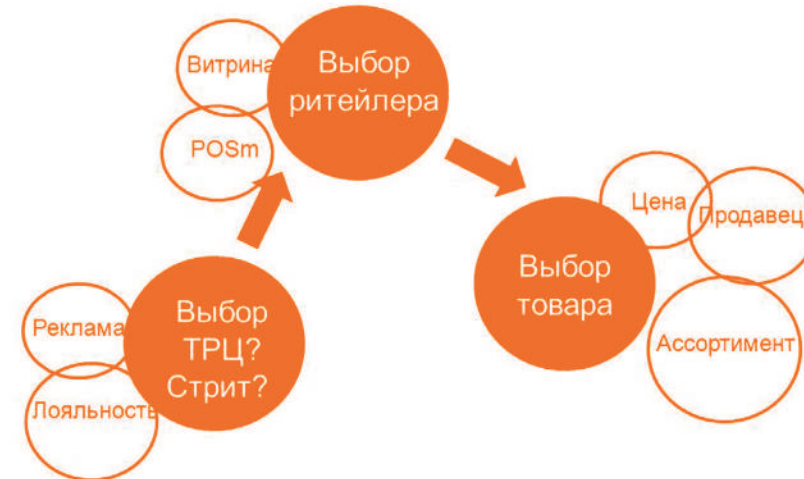 Витрина
Выбор
ритейлера
POSm
Цена
Продавец
Выбор
товара
Ассортимент
Реклама
Выбор
ТРЦ?
Стрит?
Лояльность